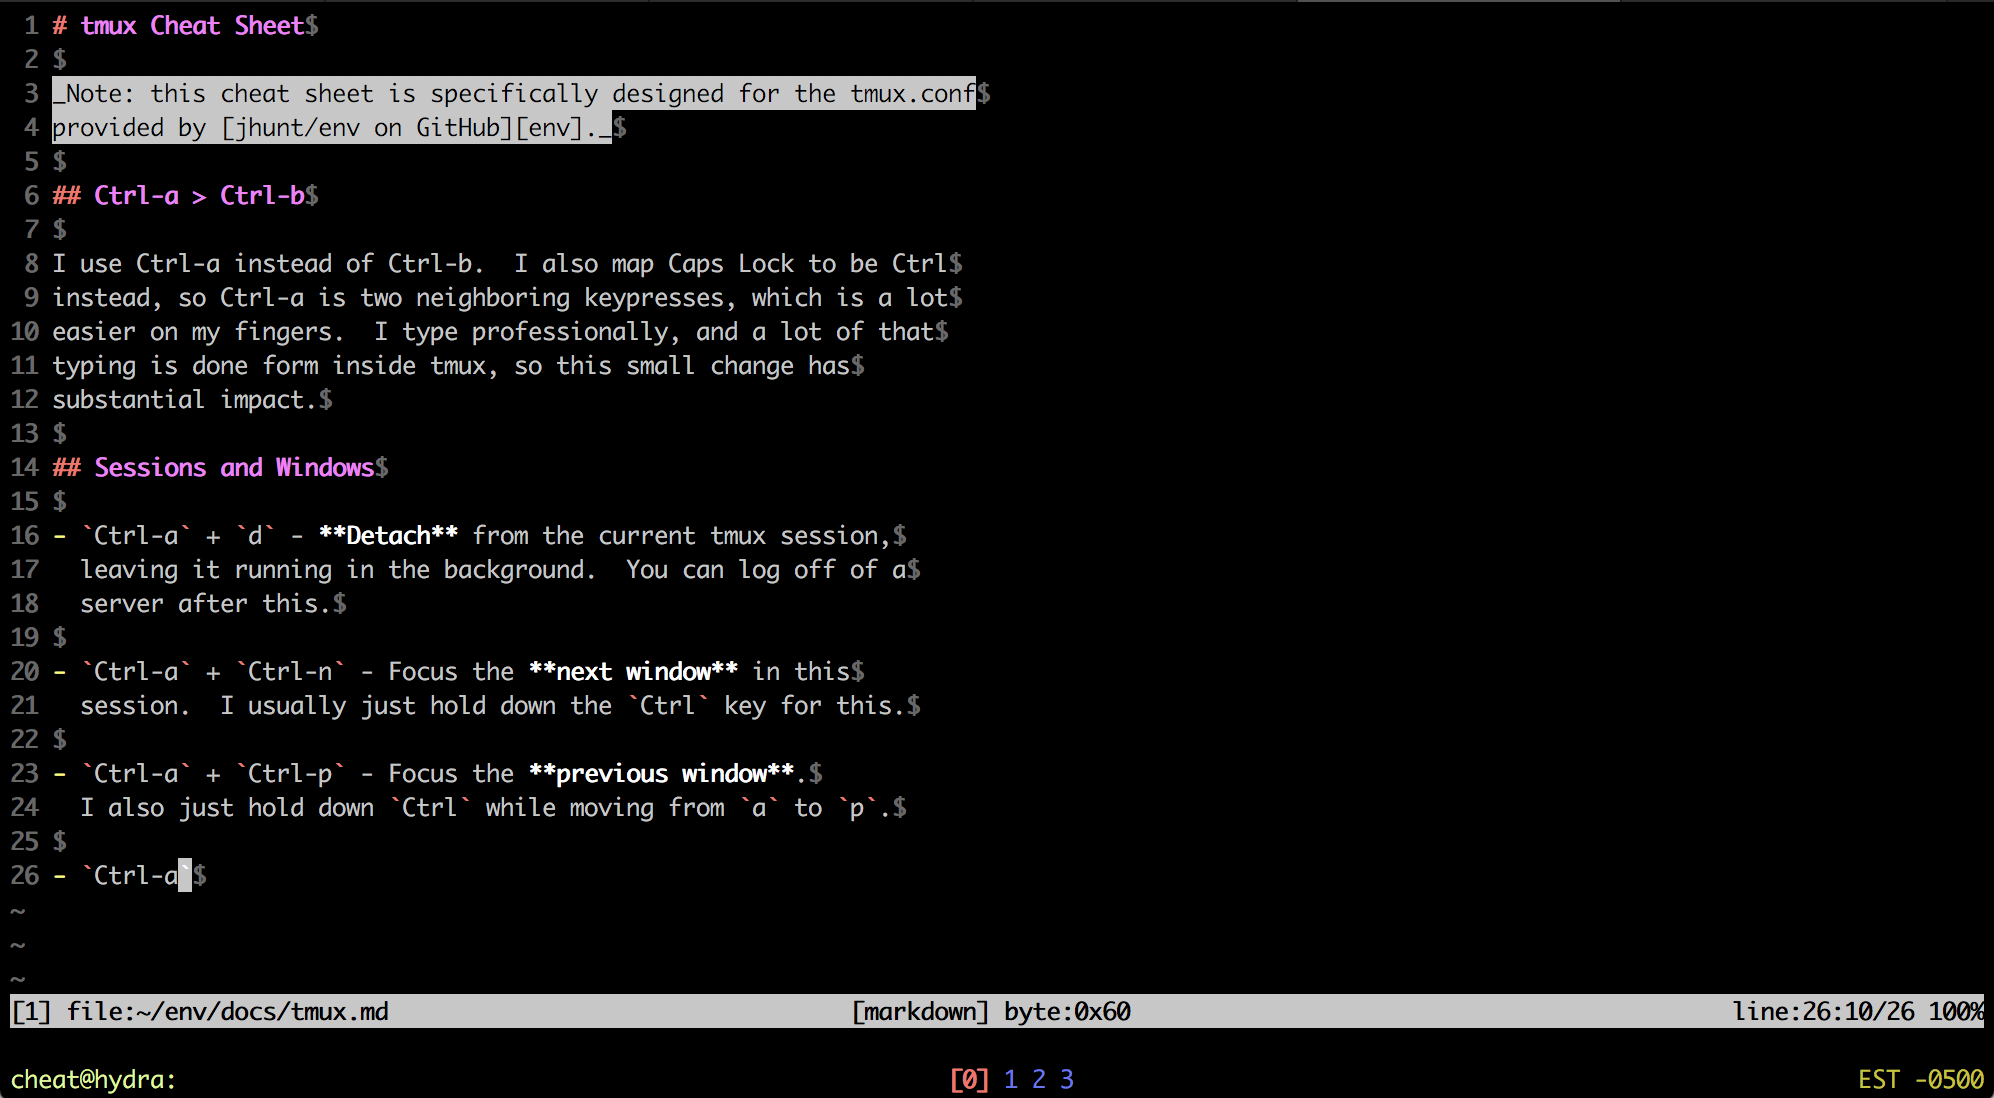 1 # tmux Cheat Sheet$
2 $
3 _Note: this cheat sheet is specifically designed for the tmux.conf$
4 provided by [jhunt/env on GitHub][env]._$
5 $
6 ## Ctrl-a > Ctrl-b$
7 $
8 I use Ctrl-a instead of Ctrl-b.  I also map Caps Lock to be Ctrl$
9 instead, so Ctrl-a is two neighboring keypresses, which is a lot$
10 easier on my fingers.  I type professionally, and a lot of that$
11 typing is done form inside tmux, so this small change has$
12 substantial impact.$
13 $
14 ## Sessions and Windows$
15 $
16 - `Ctrl-a` + `d` - **Detach** from the current tmux session,$
17   leaving it running in the background.  You can log off of a$
18   server after this.$
19 $
20 - `Ctrl-a` + `Ctrl-n` - Focus the **next window** in this$
21   session.  I usually just hold down the `Ctrl` key for this.$
22 $
23 - `Ctrl-a` + `Ctrl-p` - Focus the **previous window**.$
24   I also just hold down `Ctrl` while moving from `a` to `p`.$
25 $
26 - `Ctrl-a`$
~
~
~
[1] file:~/env/docs/tmux.md [markdown] byte:0x60 line:26:10/26 100%
cheat@hydra: [0] 1 2 3 EST -0500